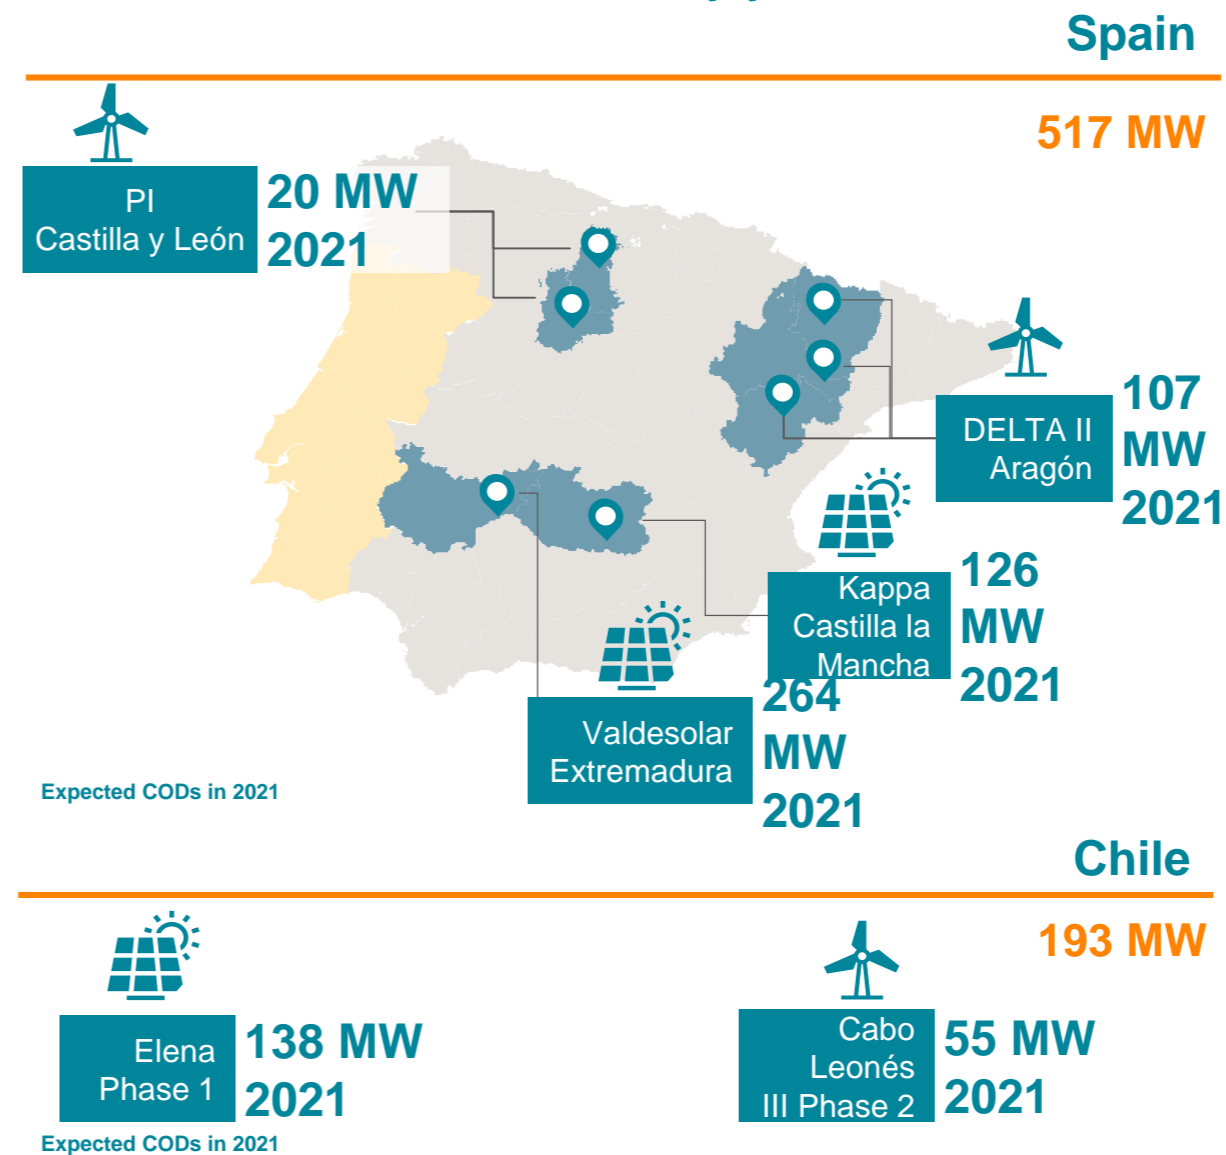 Spain
517 MW
PI
Castilla y León
20 MW
2021
DELTA II
Aragón
107
MW
2021
Kappa
Castilla la
Mancha
126
MW
2021
Valdesolar
Extremadura
264
MW
2021
Expected CODs in 2021
Chile
193 MW
Elena
Phase 1
138 MW
2021
Cabo
Leonés
III Phase 2
55 MW
2021
Expected CODs in 2021